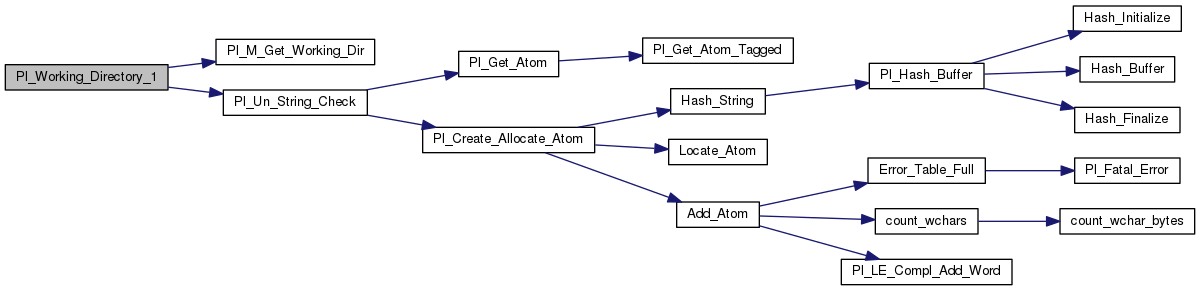 Pl_Working_Directory_1
Pl_M_Get_Working_Dir
Pl_Un_String_Check
Pl_Get_Atom
Pl_Get_Atom_Tagged
Pl_Create_Allocate_Atom
Hash_String
Pl_Hash_Buffer
Hash_Initialize
Hash_Buffer
Hash_Finalize
Locate_Atom
Add_Atom
Error_Table_Full
Pl_Fatal_Error
count_wchars
count_wchar_bytes
Pl_LE_Compl_Add_Word